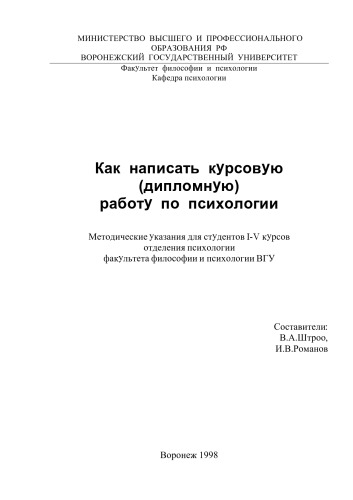 МИНИСТЕРСТВО ВЫСШЕГО И ПРОФЕССИОНАЛЬНОГО
ОБРАЗОВАНИЯ РФ
ВОРОНЕЖСКИЙ ГОСУДАРСТВЕННЫЙ УНИВЕРСИТЕТ
Факультет философии и психологии
Кафедра психологии
Как написать курсовую
(дипломную)
работу по психологии
Методические указания для студентов I-V курсов
отделения психологии
факультета философии и психологии ВГУ
Составители:
В.А.Штроо,
И.В.Романов
Воронеж 1998